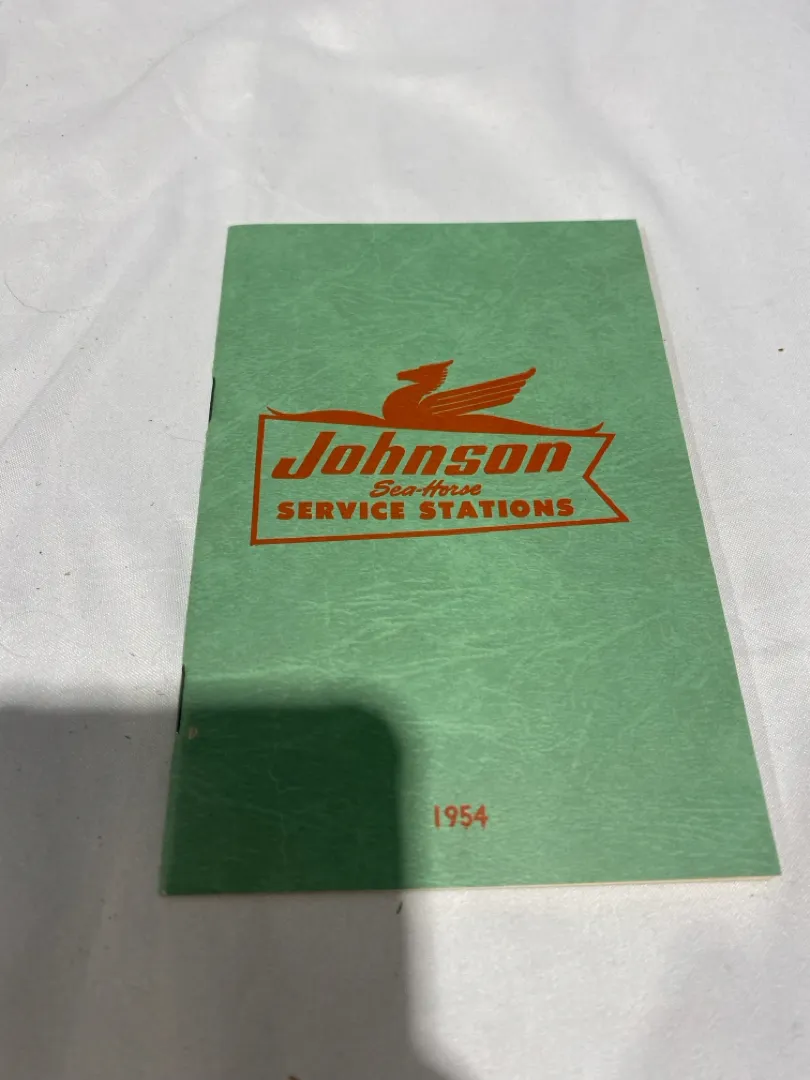 Johnson
Sea-Horse
SERVICE STATIONS
1954